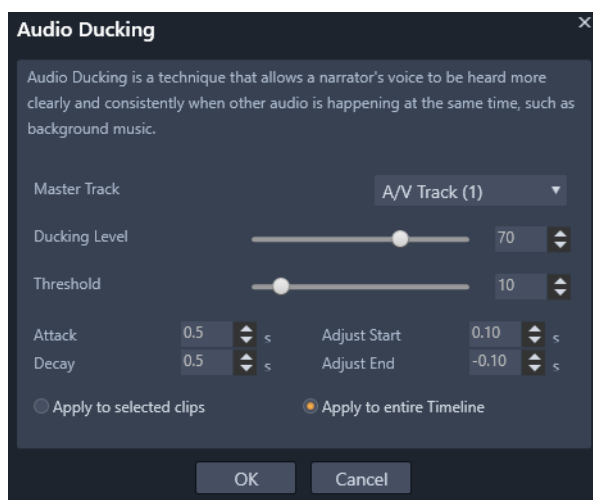 Audio Ducking
Audio Ducking is a technique that allows a narrator's voice to be heard more
clearly and consistently when other audio is happening at the same time, such as
background music.
Master Track A/V Track (1)
Ducking Level 70
Threshold 10
Attack 0.5 s Adjust Start 0.10 s
Decay 0.5 s Adjust End -0.10 s
Apply to selected clips Apply to entire Timeline
OK Cancel